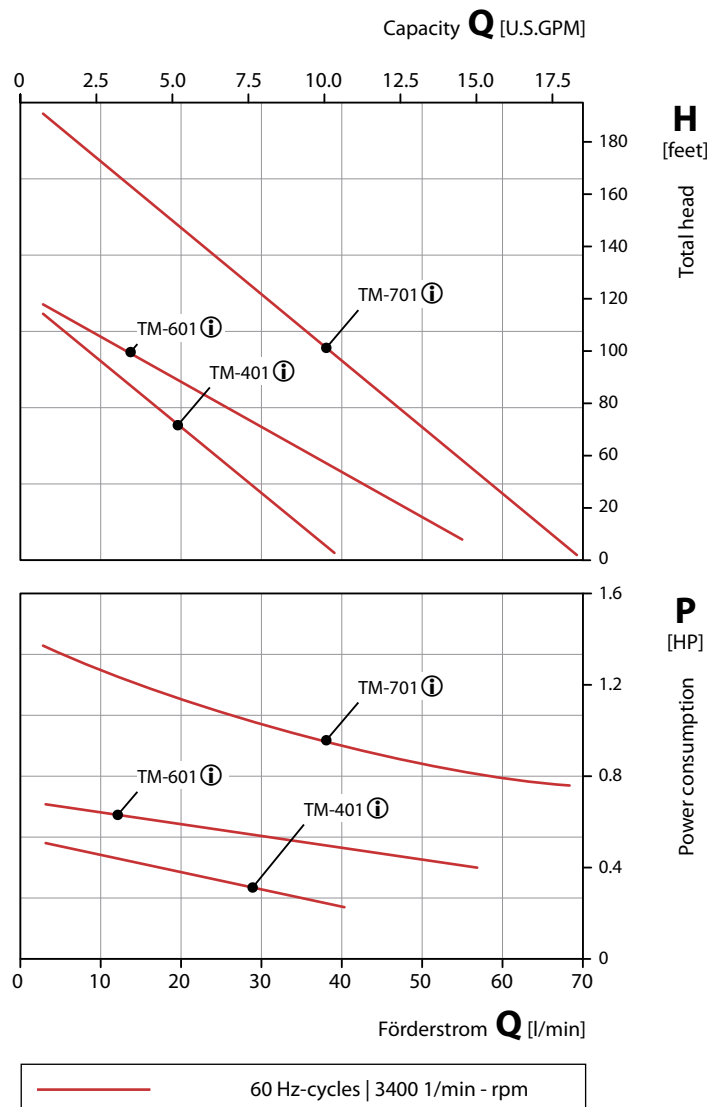 Capacity Q [U.S.GPM]
0 2.5 5.0 7.5 10.0 12.5 15.0 17.5
H
[feet]
Total head
180
160
140
120
100
80
60
20
0
TM-701 i
TM-601 i
TM-401 i
P
[HP]
Power consumption
1.6
1.2
0.8
0.4
0
TM-701 i
TM-601 i
TM-401 i
0 10 20 30 40 50 60 70
Förderstrom Q [l/min]
60 Hz-cycles | 3400 1/min - rpm